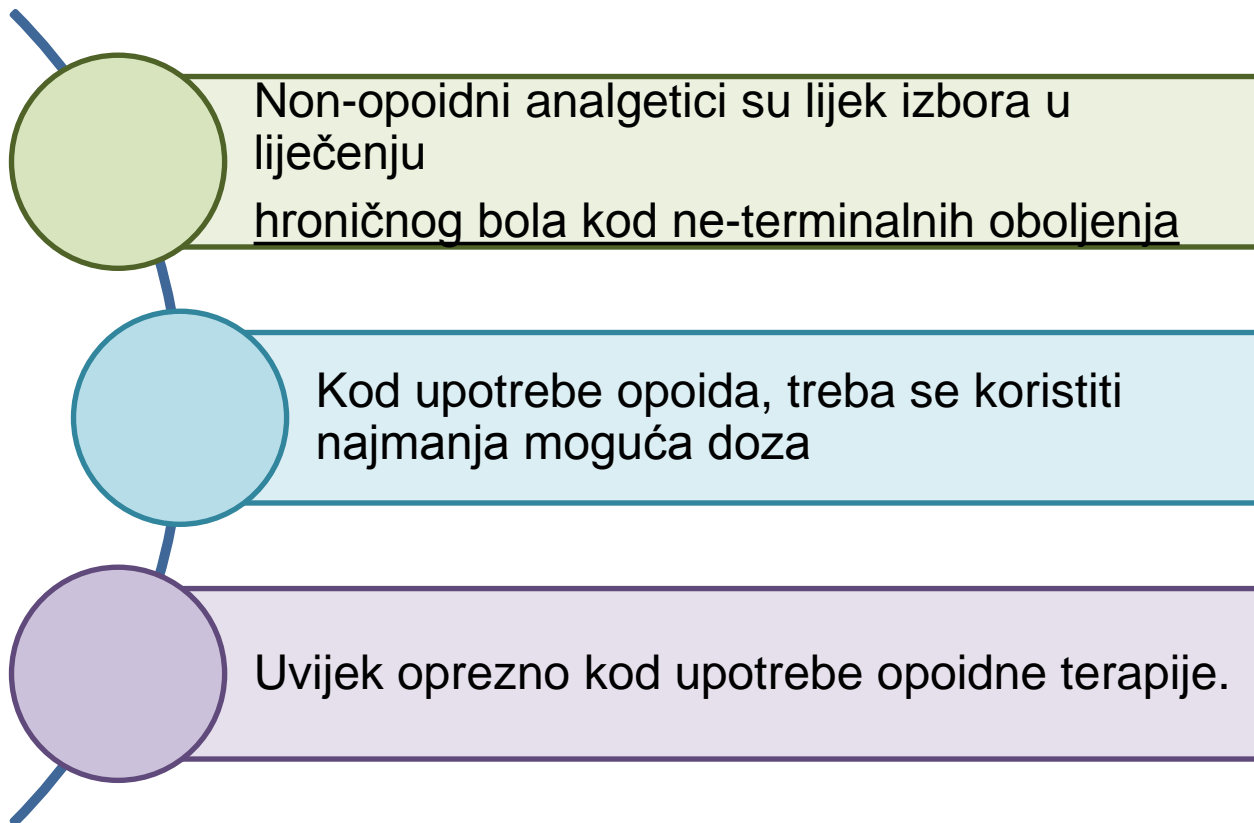 Non-opoidni analgetici su lijek izbora u
liječenju
hroničnog bola kod ne-terminalnih oboljenja
Kod upotrebe opoida, treba se koristiti
najmanja moguća doza
Uvijek oprezno kod upotrebe opoidne terapije.